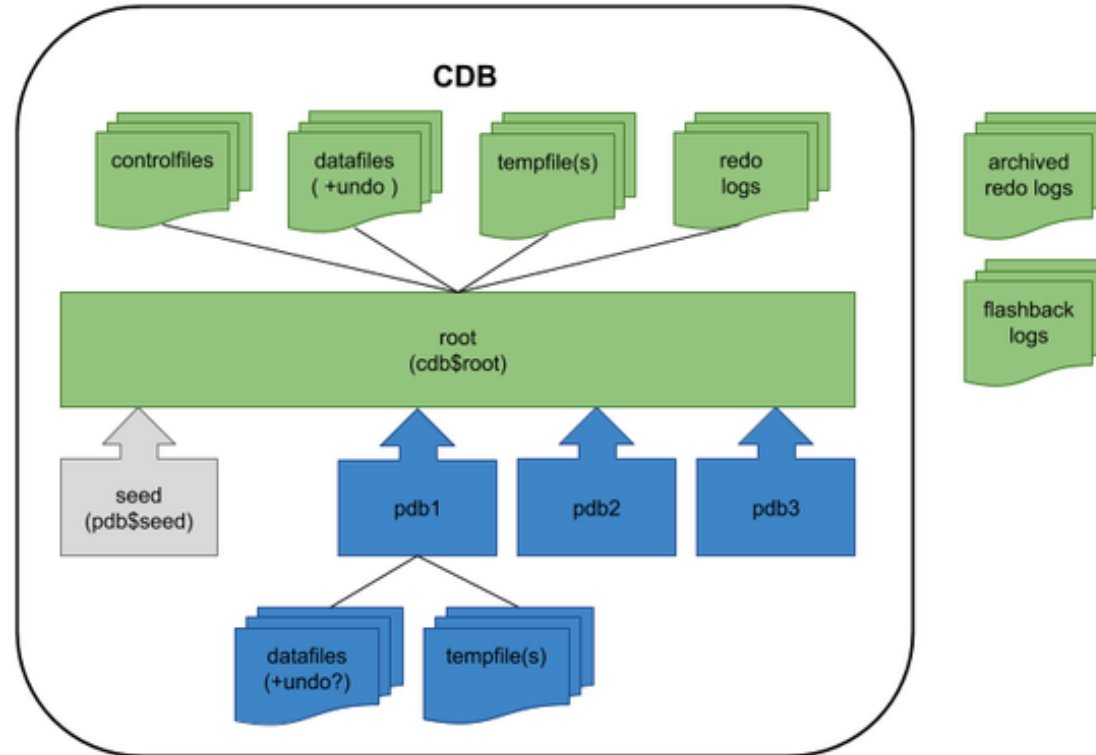 CDB
controlfiles
datafiles
( +undo )
tempfile(s)
redo
logs
archived
redo logs
flashback
logs
root
(cdb$root)
seed
(pdb$seed)
pdb1
pdb2
pdb3
datafiles
(+undo?)
tempfile(s)